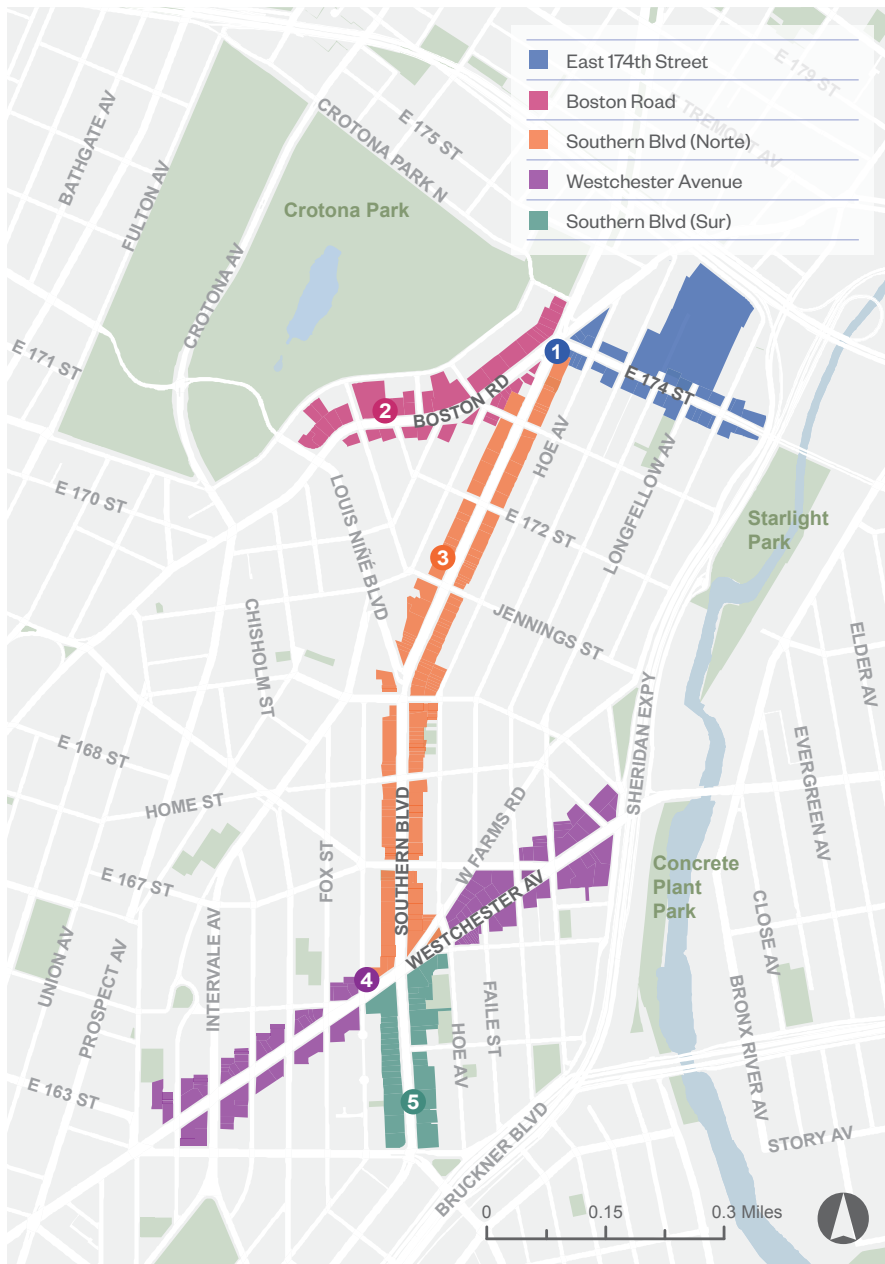 East 174th Street
Boston Road
Southern Blvd (Norte)
Westchester Avenue
Southern Blvd (Sur)
E 179 ST
E TREMONT AV
BATHGATE AV
FULTON AV
CROTONA PARK N
E 175 ST
Crotona Park
CROTONA AV
E 171 ST
1
E 174 ST
2
BOSTON RD
HOE AV
LONGFELLOW AV
E 170 ST
LOUIS NIÑÉ BLVD
E 172 ST
Starlight
Park
3
JENNINGS ST
CHISHOLM ST
ELDER AV
SHERIDAN EXPY
E 168 ST
EVERGREEN AV
HOME ST
SOUTHERN BLVD
W FARMS RD
FOX ST
E 167 ST
WESTCHESTER AV
Concrete
Plant
Park
CLOSE AV
UNION AV
PROSPECT AV
INTERVALE AV
4
FAILE ST
HOE AV
BRONX RIVER AV
E 163 ST
5
BRUCKNER BLVD
STORY AV
0
0.15
0.3 Miles